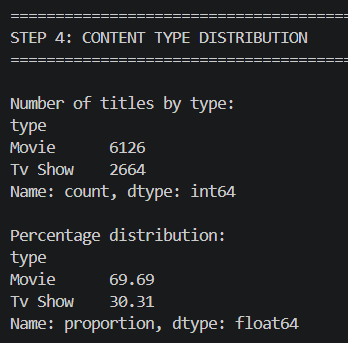 ======================================
STEP 4: CONTENT TYPE DISTRIBUTION
======================================
Number of titles by type:
type
Movie      6126
Tv Show    2664
Name: count, dtype: int64
Percentage distribution:
type
Movie      69.69
Tv Show    30.31
Name: proportion, dtype: float64